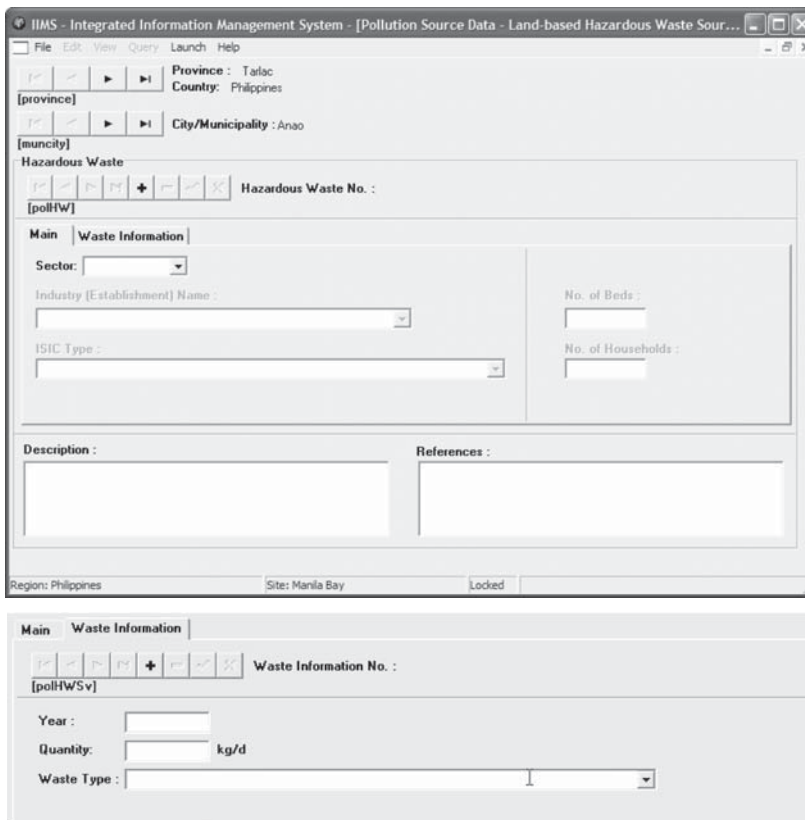 IIMS - Integrated Information Management System - [Pollution Source Data - Land-based Hazardous Waste Sour...
File Edit View Query Launch Help
Province : Tarlac
Country: Philippines
[province]
City/Municipality : Anao
[muncity]
Hazardous Waste
Hazardous Waste No. :
[polHW]
Main Waste Information
Sector:
Industry (Establishment) Name :
No. of Beds :
ISIC Type :
No. of Households :
Description :
References :
Region: Philippines Site: Manila Bay Locked
Main Waste Information
Waste Information No. :
[polHWSv]
Year :
Quantity: kg/d
Waste Type :